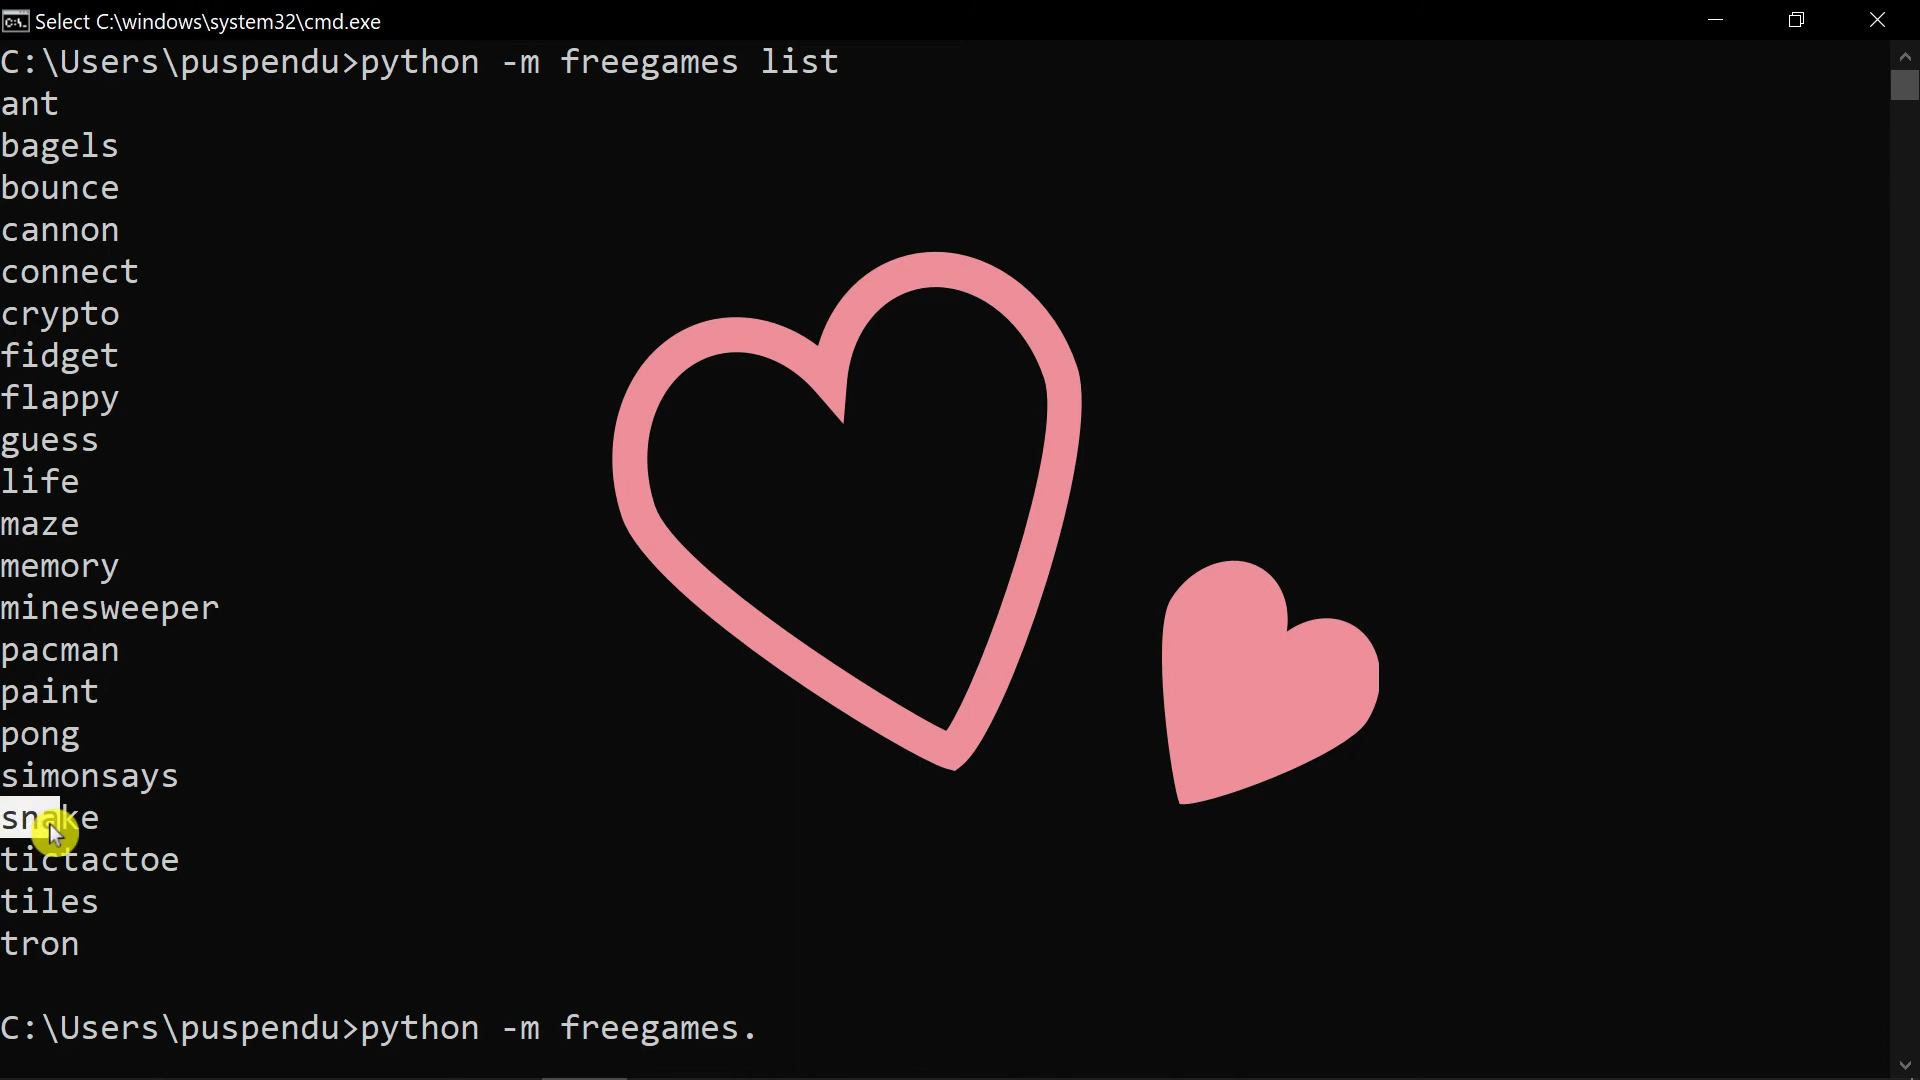 Select C:\windows\system32\cmd.exe
C:\Users\puspendu>python -m freegames list
ant
bagels
bounce
cannon
connect
crypto
fidget
flappy
guess
life
maze
memory
minesweeper
pacman
paint
pong
simonsays
snake
tictactoe
tiles
tron
C:\Users\puspendu>python -m freegames.